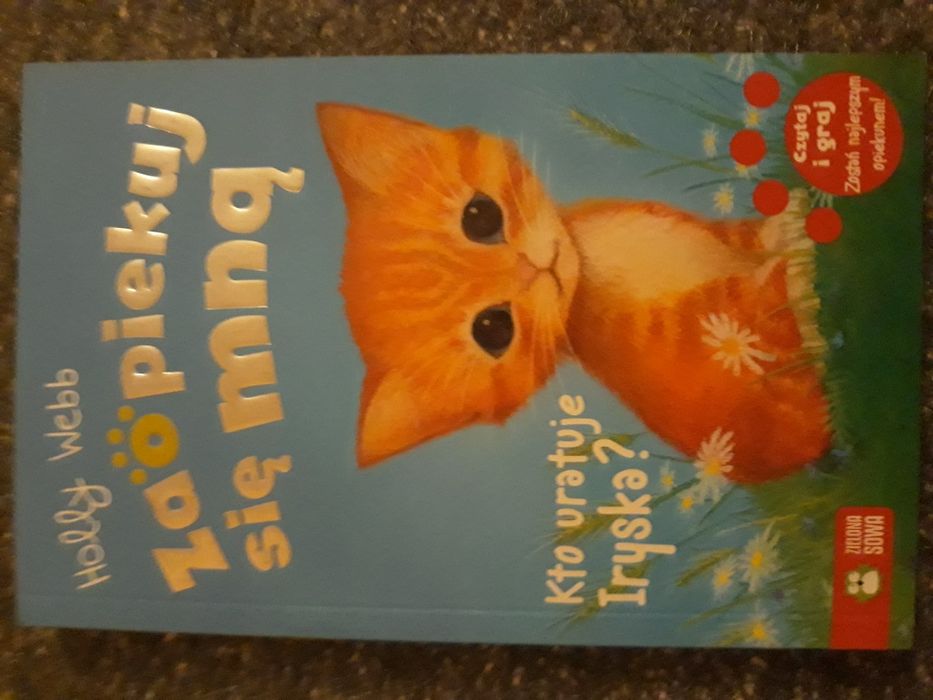 Holly Webb
Zaopiekuj
się mną
Kto uratuje
Iryska?
Czytaj
i graj
Zostań najlepszym
opiekunem!
ZIELONA
SOWA